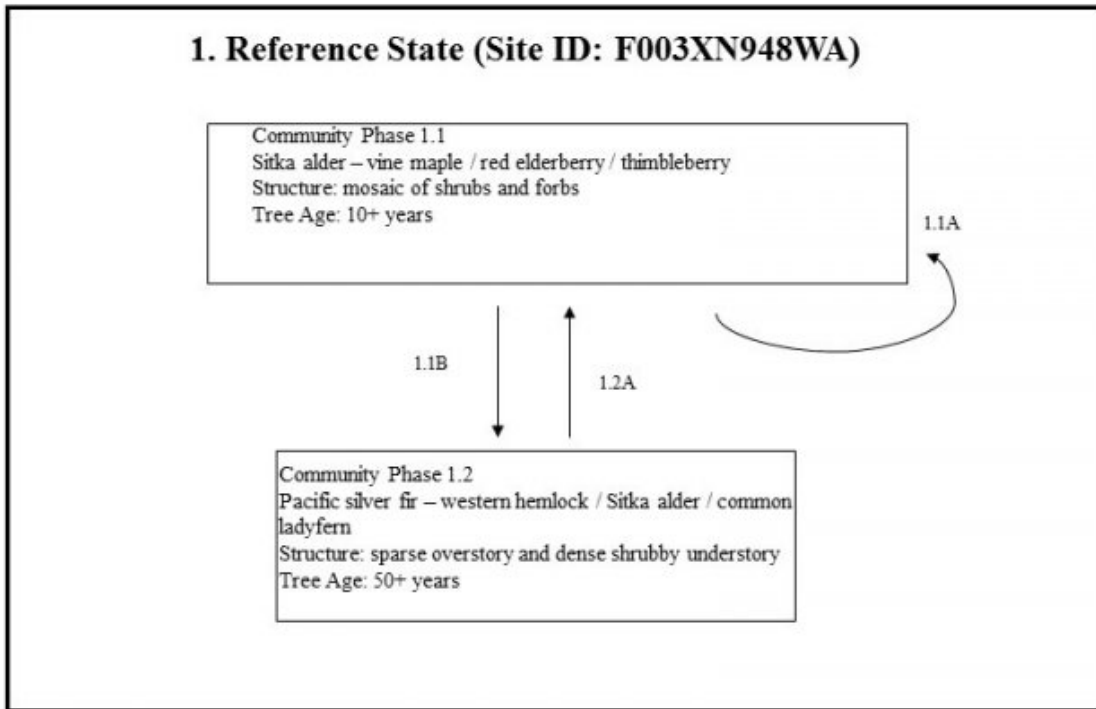 1. Reference State (Site ID: F003XN948WA)
Community Phase 1.1
Sitka alder – vine maple / red elderberry / thimbleberry
Structure: mosaic of shrubs and forbs
Tree Age: 10+ years
1.1A
1.1B
1.2A
Community Phase 1.2
Pacific silver fir – western hemlock / Sitka alder / common
ladyfern
Structure: sparse overstory and dense shrubby understory
Tree Age: 50+ years